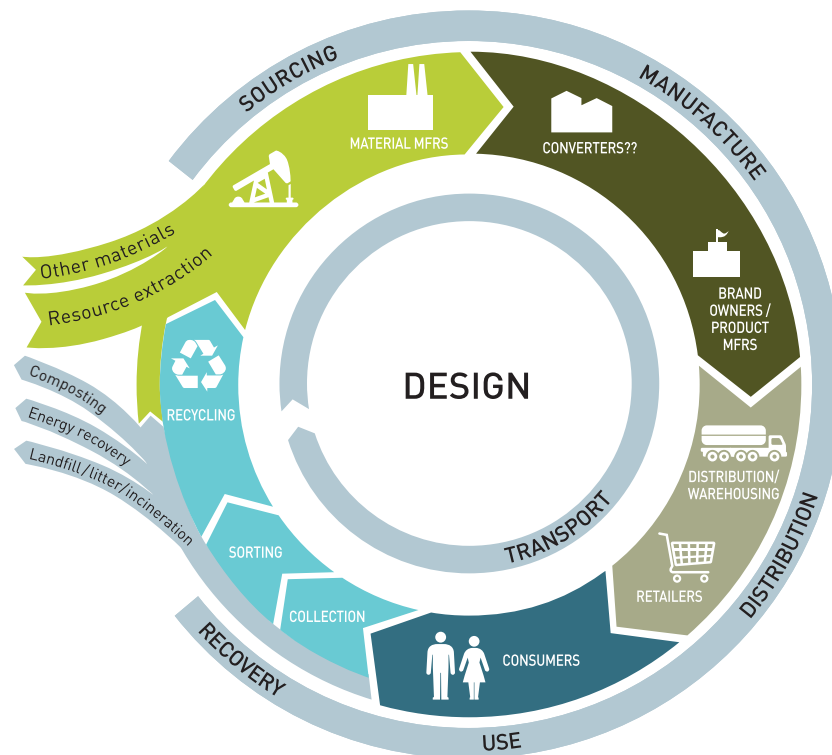 SOURCING
MANUFACTURE
MATERIAL MFRS
CONVERTERS??
Other materials
Resource extraction
BRAND
OWNERS /
PRODUCT
MFRS
Composting
Energy recovery
Landfill/litter/incineration
RECYCLING
DESIGN
DISTRIBUTION/
WAREHOUSING
TRANSPORT
DISTRIBUTION
SORTING
RETAILERS
COLLECTION
CONSUMERS
RECOVERY
USE